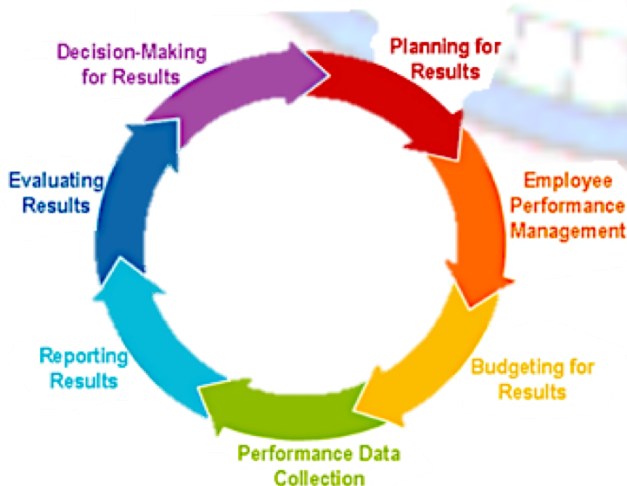 Planning for
Results
Employee
Performance
Management
Budgeting for
Results
Performance Data
Collection
Reporting
Results
Evaluating
Results
Decision-Making
for Results